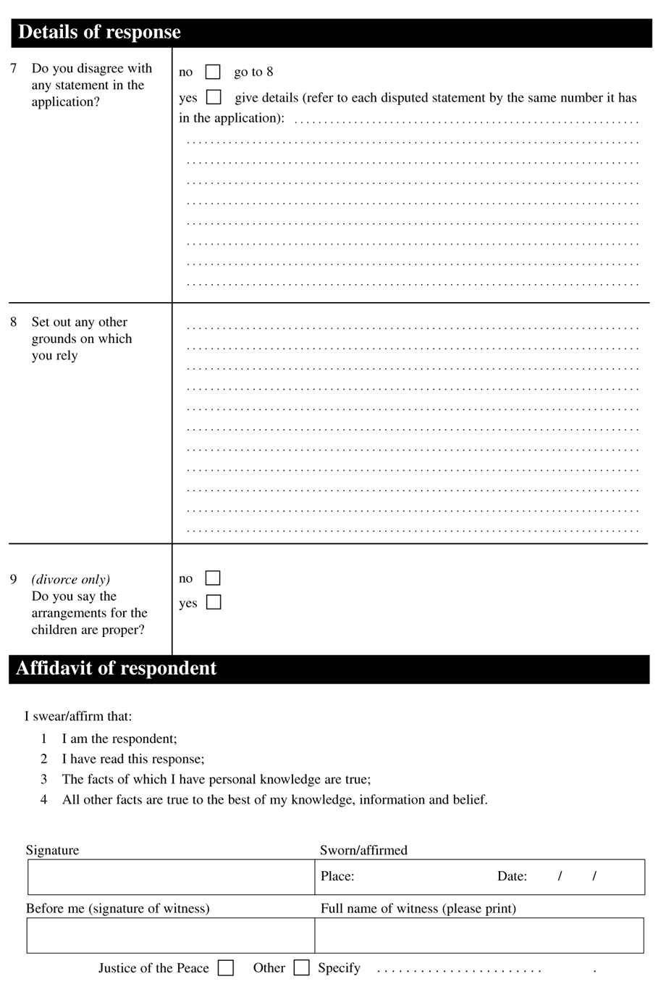 Details of response
7 Do you disagree with
any statement in the
application?
no go to 8
yes give details (refer to each disputed statement by the same number it has
in the application): ..........................................................
8 Set out any other
grounds on which
you rely
9 (divorce only)
Do you say the
arrangements for the
children are proper?
no
yes
Affidavit of respondent
I swear/affirm that:
1 I am the respondent;
2 I have read this response;
3 The facts of which I have personal knowledge are true;
4 All other facts are true to the best of my knowledge, information and belief.
Signature Sworn/affirmed
Place: Date: / /
Before me (signature of witness) Full name of witness (please print)
Justice of the Peace Other Specify ....................... .